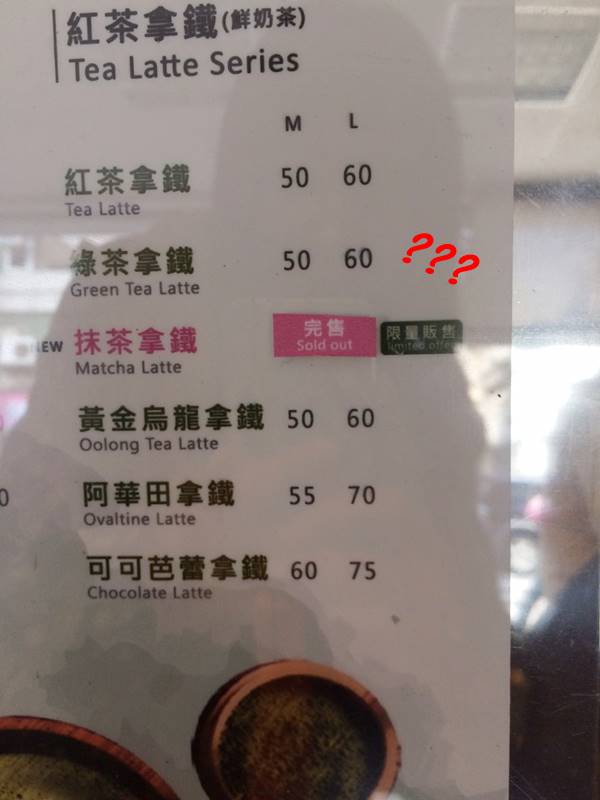 紅茶拿鐵(鮮奶茶)
Tea Latte Series
M L
紅茶拿鐵 50 60
Tea Latte
綠茶拿鐵 50 60 ???
Green Tea Latte
NEW 抹茶拿鐵 完售 限量販售
Matcha Latte Sold out limited offer
黃金烏龍拿鐵 50 60
Oolong Tea Latte
阿華田拿鐵 55 70
Ovaltine Latte
可可芭蕾拿鐵 60 75
Chocolate Latte